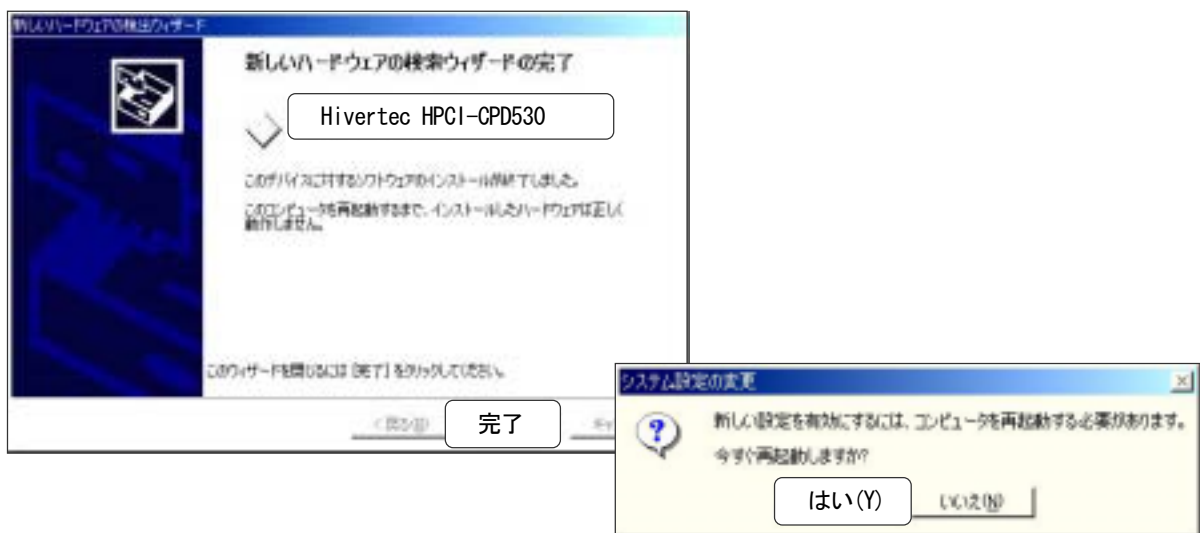 新しいハードウェアの検出ウィザード
新しいハードウェアの検索ウィザードの完了
Hivertec HPCI-CPD530
このデバイスに対するソフトウェアのインストールが終了しました。
このコンピュータを再起動するまで、インストールしたハードウェアは正しく
動作しません。
このウィザードを閉じるには [完了] をクリックしてください。
< 戻る(B)
完了
システム設定の変更
新しい設定を有効にするには、コンピュータを再起動する必要があります。
今すぐ再起動しますか?
はい(Y)
いいえ(N)